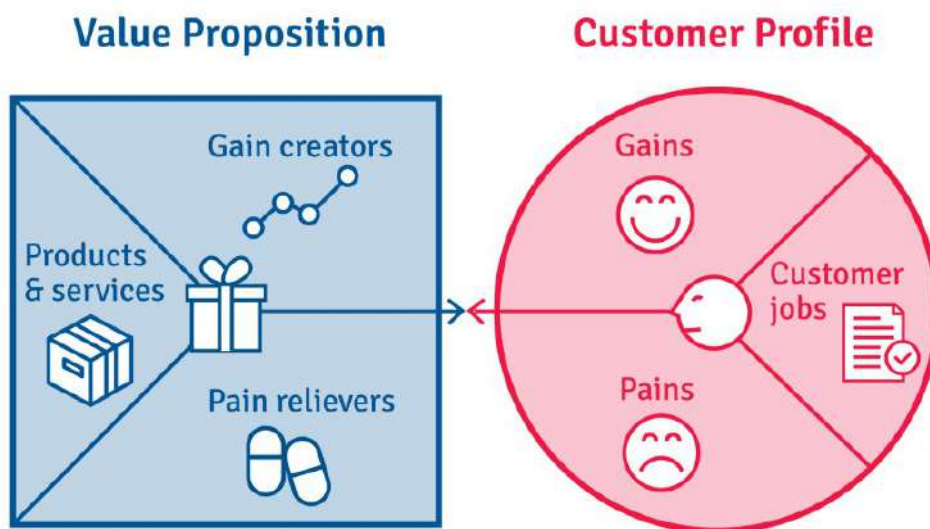 Value Proposition
Customer Profile
Gain creators
Products
& services
Pain relievers
Gains
Customer
jobs
Pains